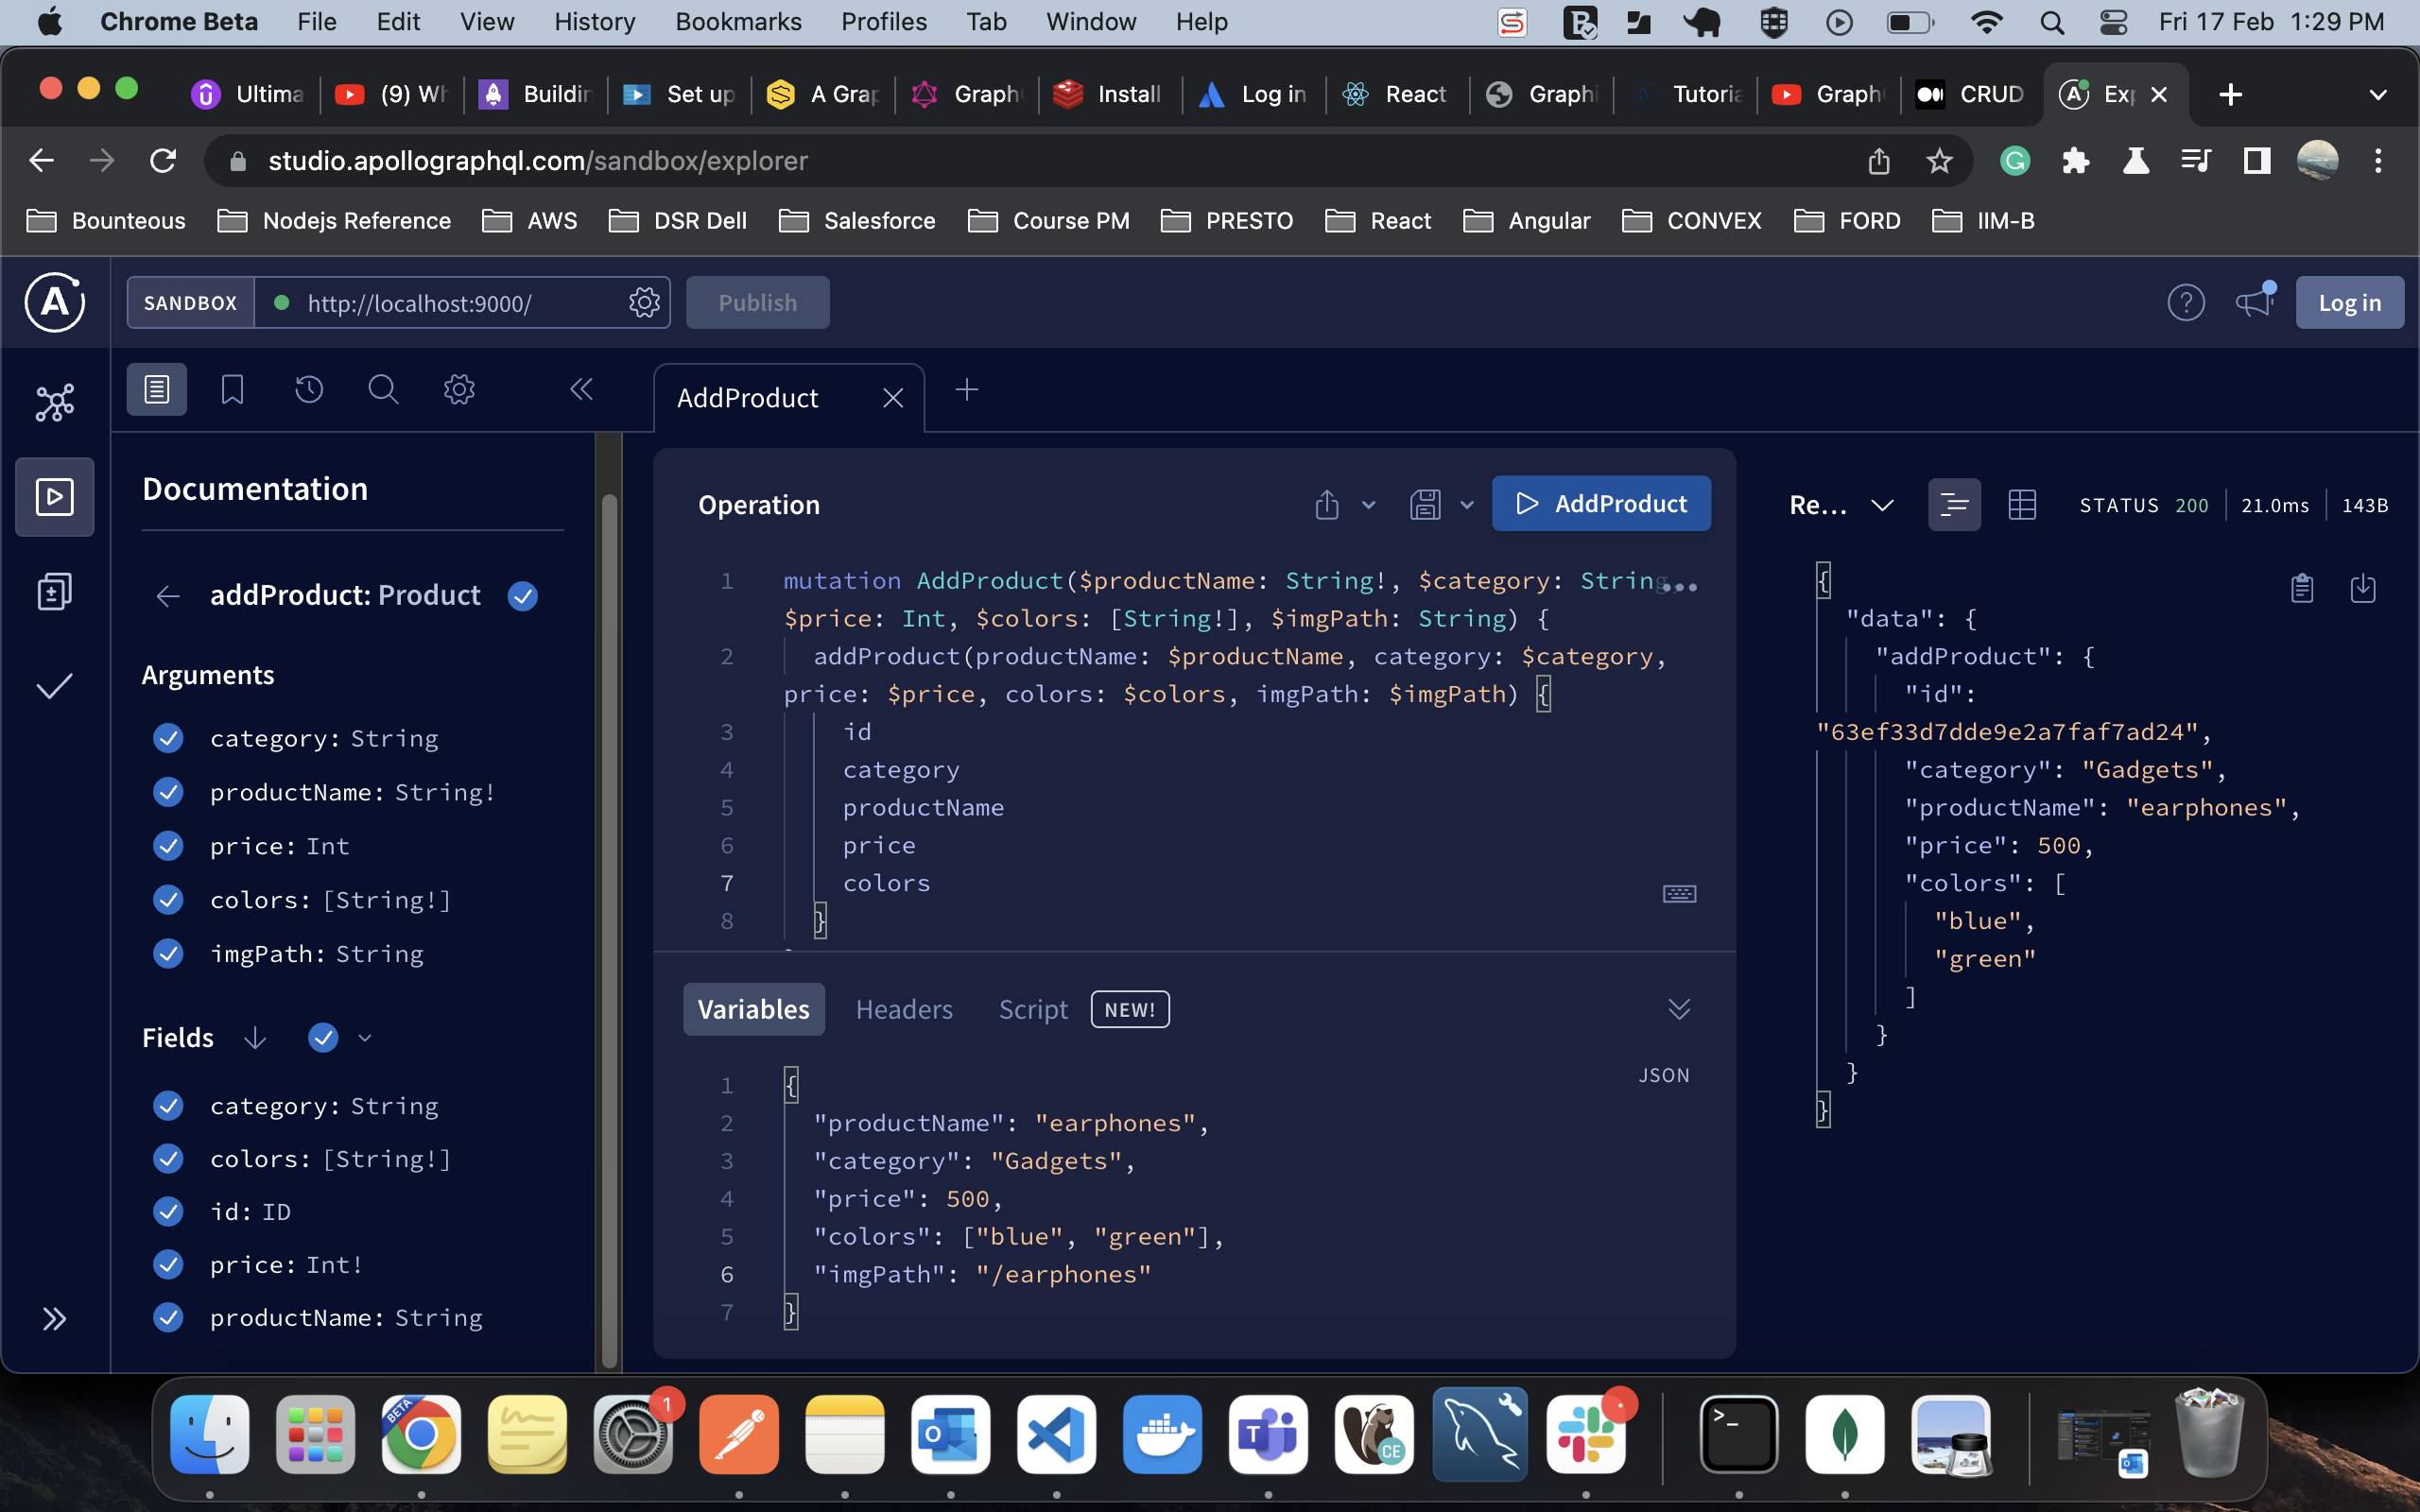 Chrome Beta File Edit View History Bookmarks Profiles Tab Window Help Fri 17 Feb 1:29 PM
Ultima (9) Wh Buildin Set up A Grap Graph Install Log in React Graphi Tutoria Graph CRUD Exp
studio.apollographql.com/sandbox/explorer
Bounteous Nodejs Reference AWS DSR Dell Salesforce Course PM PRESTO React Angular CONVEX FORD IIM-B
SANDBOX http://localhost:9000/ Publish Log in
AddProduct
Documentation
addProduct: Product
Arguments
category: String
productName: String!
price: Int
colors: [String!]
imgPath: String
Fields
category: String
colors: [String!]
id: ID
price: Int!
productName: String
Operation AddProduct
1 mutation AddProduct($productName: String!, $category: String, ...
$price: Int, $colors: [String!], $imgPath: String) {
2 addProduct(productName: $productName, category: $category,
price: $price, colors: $colors, imgPath: $imgPath) {
3 id
4 category
5 productName
6 price
7 colors
8 }
Variables Headers Script NEW!
JSON
1 {
2 "productName": "earphones",
3 "category": "Gadgets",
4 "price": 500,
5 "colors": ["blue", "green"],
6 "imgPath": "/earphones"
7 }
Re... STATUS 200 21.0ms 143B
{
"data": {
"addProduct": {
"id":
"63ef33d7dde9e2a7faf7ad24",
"category": "Gadgets",
"productName": "earphones",
"price": 500,
"colors": [
"blue",
"green"
]
}
}
}
BETA 1 CE